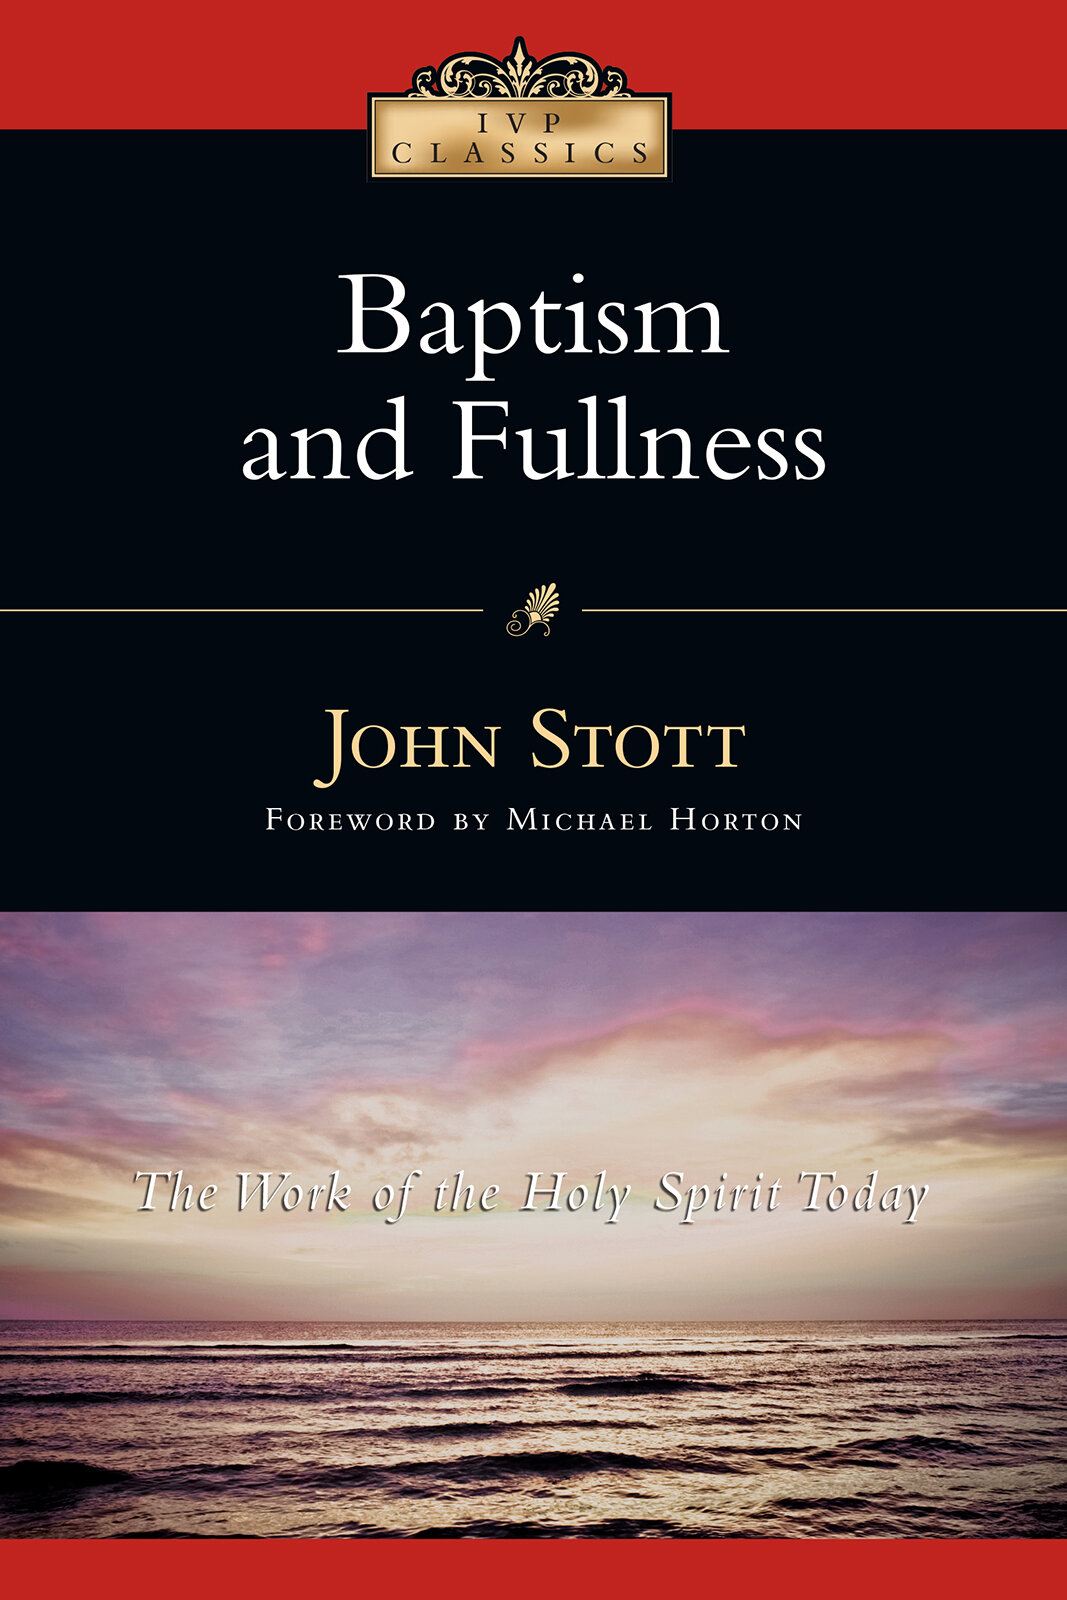 IVP
CLASSICS
Baptism
and Fullness
JOHN STOTT
FOREWORD BY MICHAEL HORTON
The Work of the Holy Spirit Today